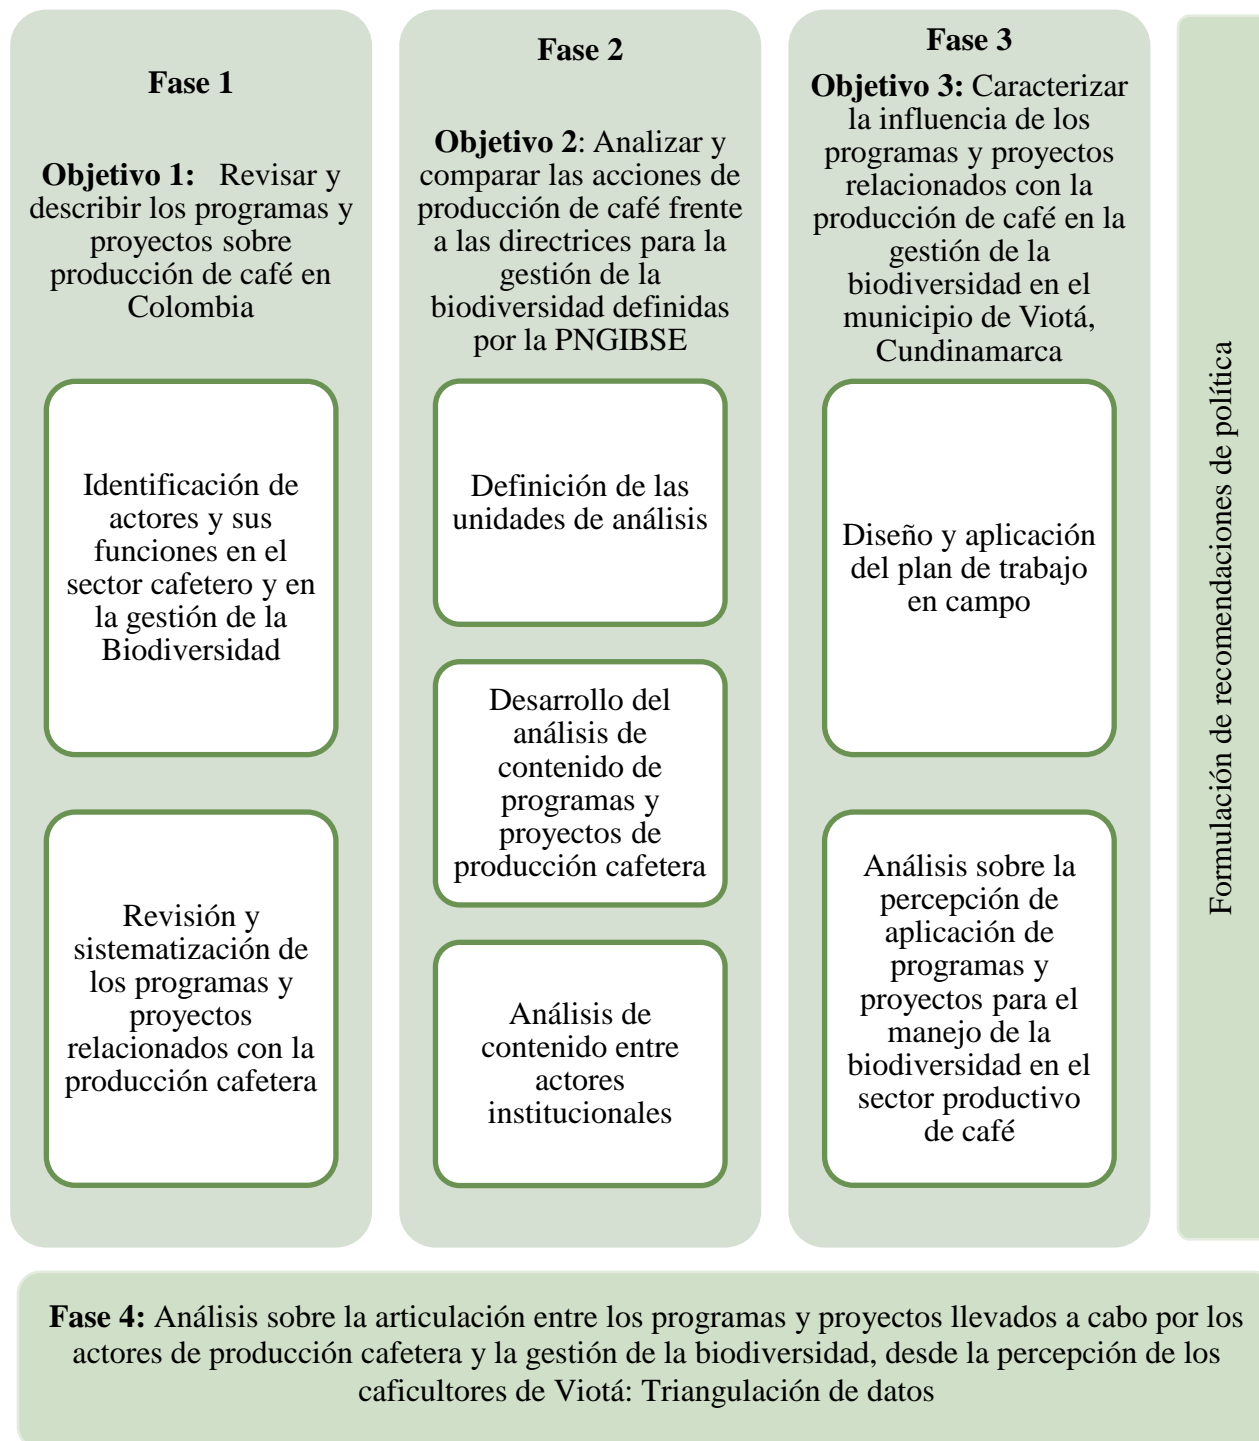 Fase 1
Objetivo 1: Revisar y
describir los programas y
proyectos sobre
producción de café en
Colombia
Identificación de
actores y sus
funciones en el
sector cafetero y en
la gestión de la
Biodiversidad
Revisión y
sistematización de
los programas y
proyectos
relacionados con la
producción cafetera
Fase 2
Objetivo 2: Analizar y
comparar las acciones de
producción de café frente
a las directrices para la
gestión de la
biodiversidad definidas
por la PNGIBSE
Definición de las
unidades de análisis
Desarrollo del
análisis de
contenido de
programas y
proyectos de
producción cafetera
Análisis de
contenido entre
actores
institucionales
Fase 3
Objetivo 3: Caracterizar
la influencia de los
programas y proyectos
relacionados con la
producción de café en la
gestión de la
biodiversidad en el
municipio de Viotá,
Cundinamarca
Diseño y aplicación
del plan de trabajo
en campo
Análisis sobre la
percepción de
aplicación de
programas y
proyectos para el
manejo de la
biodiversidad en el
sector productivo
de café
Formulación de recomendaciones de política
Fase 4: Análisis sobre la articulación entre los programas y proyectos llevados a cabo por los
actores de producción cafetera y la gestión de la biodiversidad, desde la percepción de los
caficultores de Viotá: Triangulación de datos